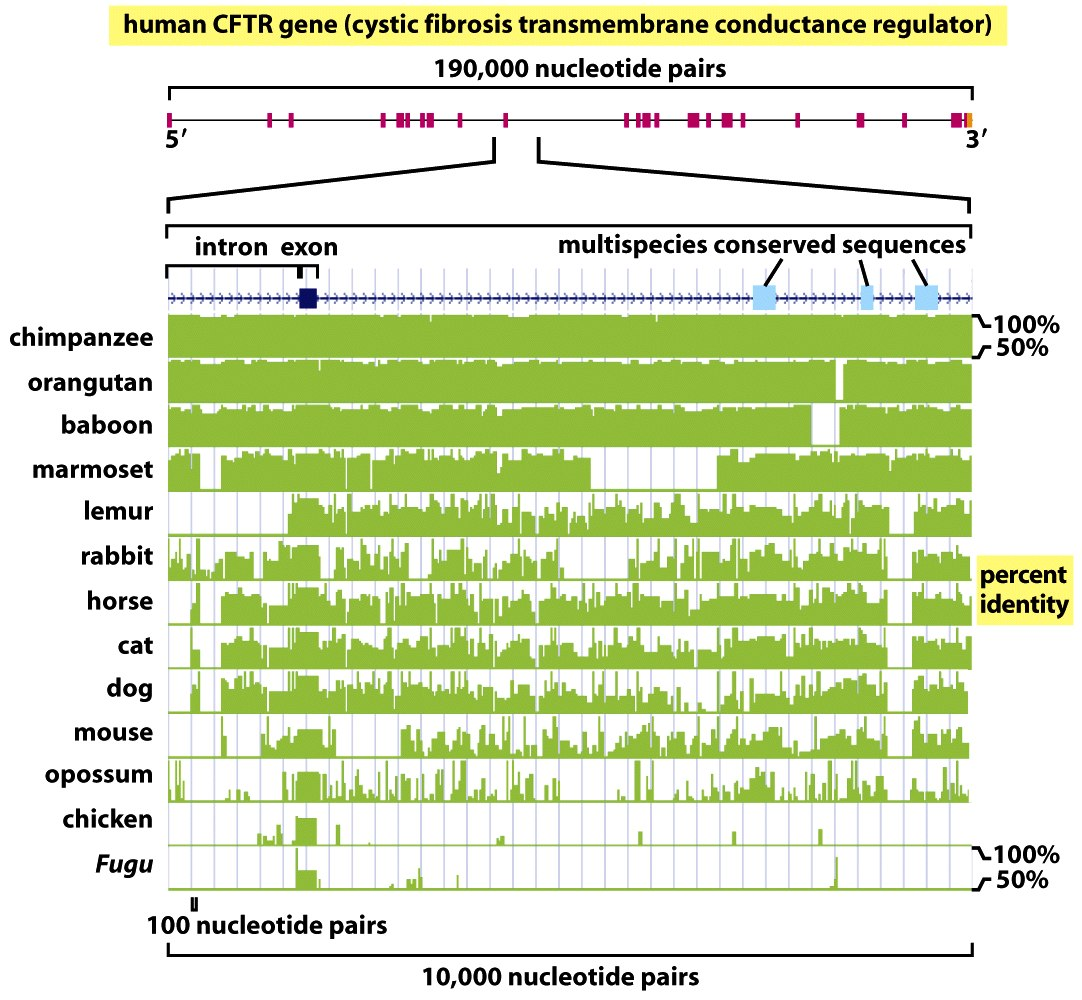 human CFTR gene (cystic fibrosis transmembrane conductance regulator)
190,000 nucleotide pairs
5′ 3′
intron exon multispecies conserved sequences
chimpanzee 100%
50%
orangutan
baboon
marmoset
lemur
rabbit
horse
cat
dog
mouse
opossum
chicken
Fugu
percent
identity
100%
50%
100 nucleotide pairs
10,000 nucleotide pairs